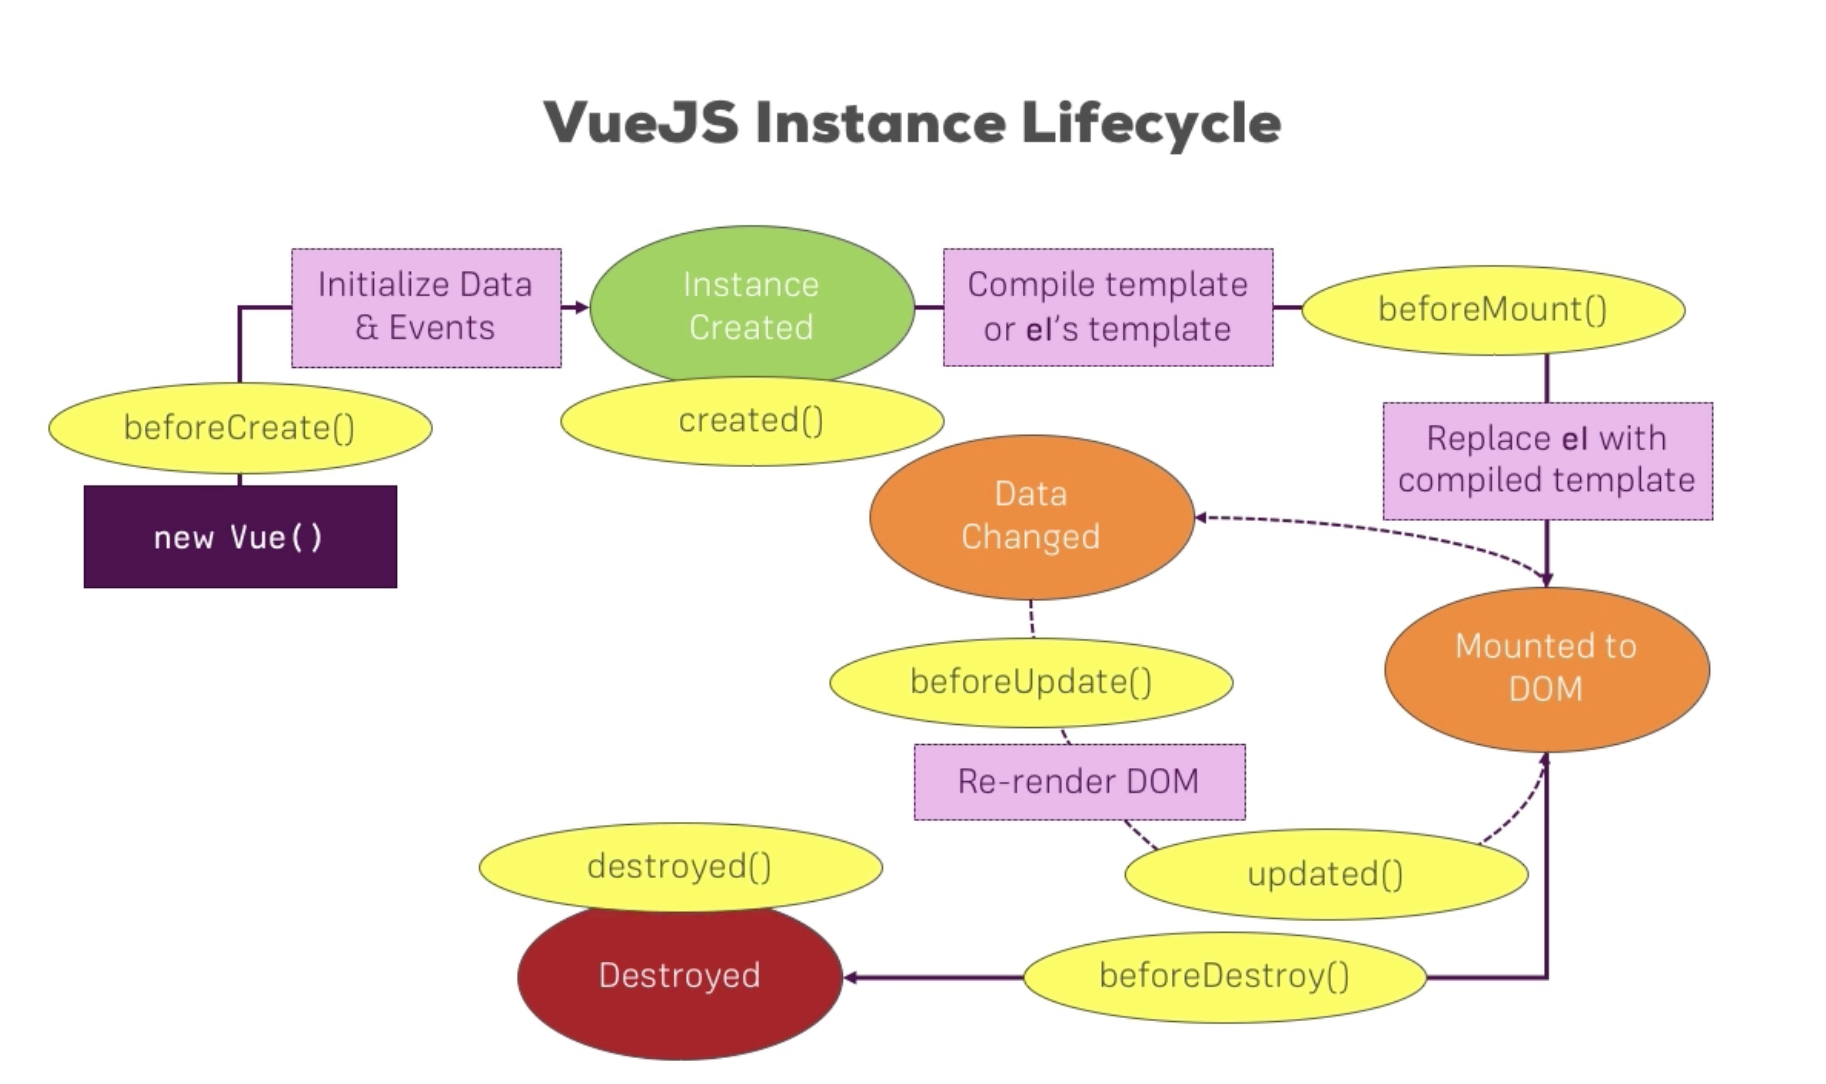 VueJS Instance Lifecycle
Initialize Data
& Events
Instance
Created
Compile template
or el's template
beforeMount()
beforeCreate()
created()
Replace el with
compiled template
Data
Changed
new Vue()
Mounted to
DOM
beforeUpdate()
Re-render DOM
destroyed()
updated()
Destroyed
beforeDestroy()